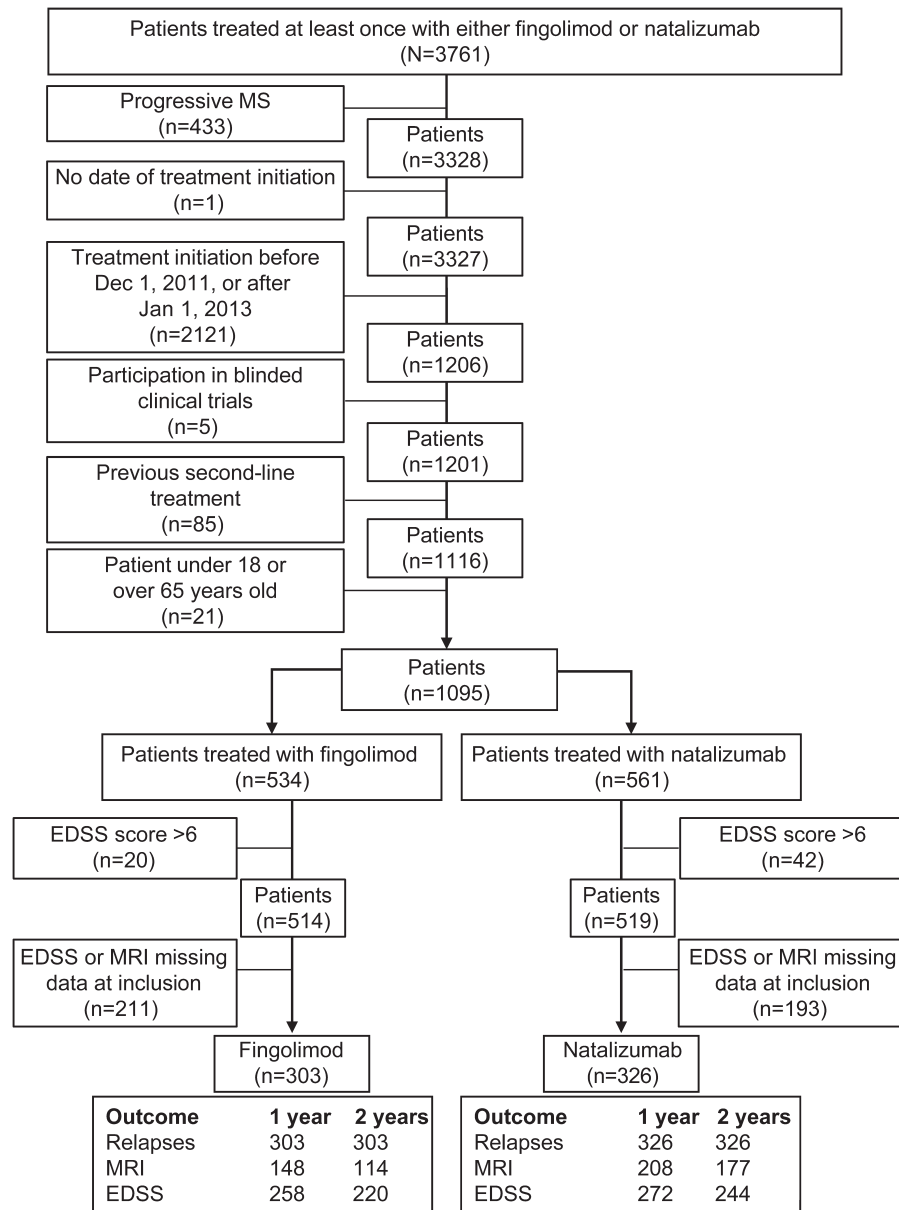 Patients treated at least once with either fingolimod or natalizumab
(N=3761)
Progressive MS
(n=433)
Patients
(n=3328)
No date of treatment initiation
(n=1)
Patients
(n=3327)
Treatment initiation before
Dec 1, 2011, or after
Jan 1, 2013
(n=2121)
Patients
(n=1206)
Participation in blinded
clinical trials
(n=5)
Patients
(n=1201)
Previous second-line
treatment
(n=85)
Patients
(n=1116)
Patient under 18 or
over 65 years old
(n=21)
Patients
(n=1095)
Patients treated with fingolimod
(n=534)
Patients treated with natalizumab
(n=561)
EDSS score >6
(n=20)
EDSS score >6
(n=42)
Patients
(n=514)
Patients
(n=519)
EDSS or MRI missing
data at inclusion
(n=211)
EDSS or MRI missing
data at inclusion
(n=193)
Fingolimod
(n=303)
Natalizumab
(n=326)
Outcome 1 year 2 years
Relapses 303 303
MRI 148 114
EDSS 258 220
Outcome 1 year 2 years
Relapses 326 326
MRI 208 177
EDSS 272 244